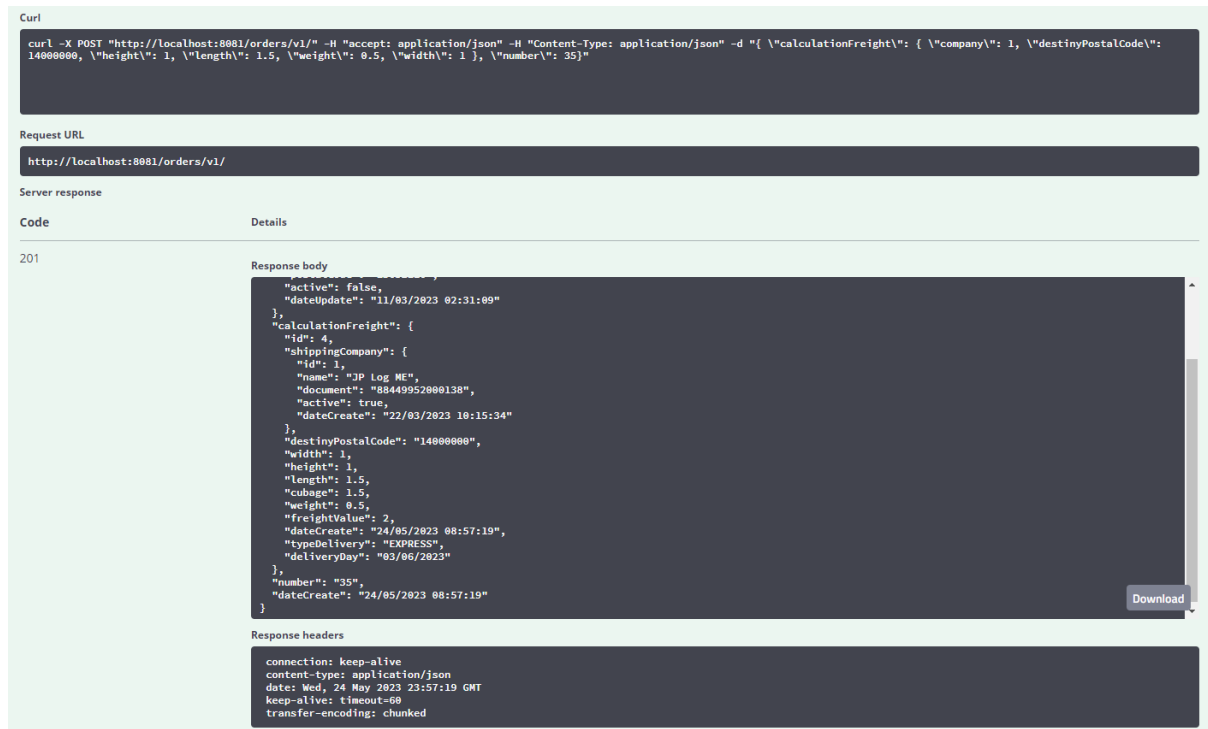 Curl
curl -X POST "http://localhost:8081/orders/v1/" -H "accept: application/json" -H "Content-Type: application/json" -d "{ \"calculationFreight\": { \"company\": 1, \"destinyPostalCode\":
14000000, \"height\": 1, \"length\": 1.5, \"weight\": 0.5, \"width\": 1 }, \"number\": 35}"
Request URL
http://localhost:8081/orders/v1/
Server response
Code Details
201
Response body
"active": false,
"dateUpdate": "11/03/2023 02:31:09"
},
"calculationFreight": {
"id": 4,
"shippingCompany": {
"id": 1,
"name": "JP Log ME",
"document": "88449952000138",
"active": true,
"dateCreate": "22/03/2023 10:15:34"
},
"destinyPostalCode": "14000000",
"width": 1,
"height": 1,
"length": 1.5,
"cubage": 1.5,
"weight": 0.5,
"freightValue": 2,
"dateCreate": "24/05/2023 08:57:19",
"typeDelivery": "EXPRESS",
"deliveryDay": "03/06/2023"
},
"number": "35",
"dateCreate": "24/05/2023 08:57:19"
}
Download
Response headers
connection: keep-alive
content-type: application/json
date: Wed, 24 May 2023 23:57:19 GMT
keep-alive: timeout=60
transfer-encoding: chunked